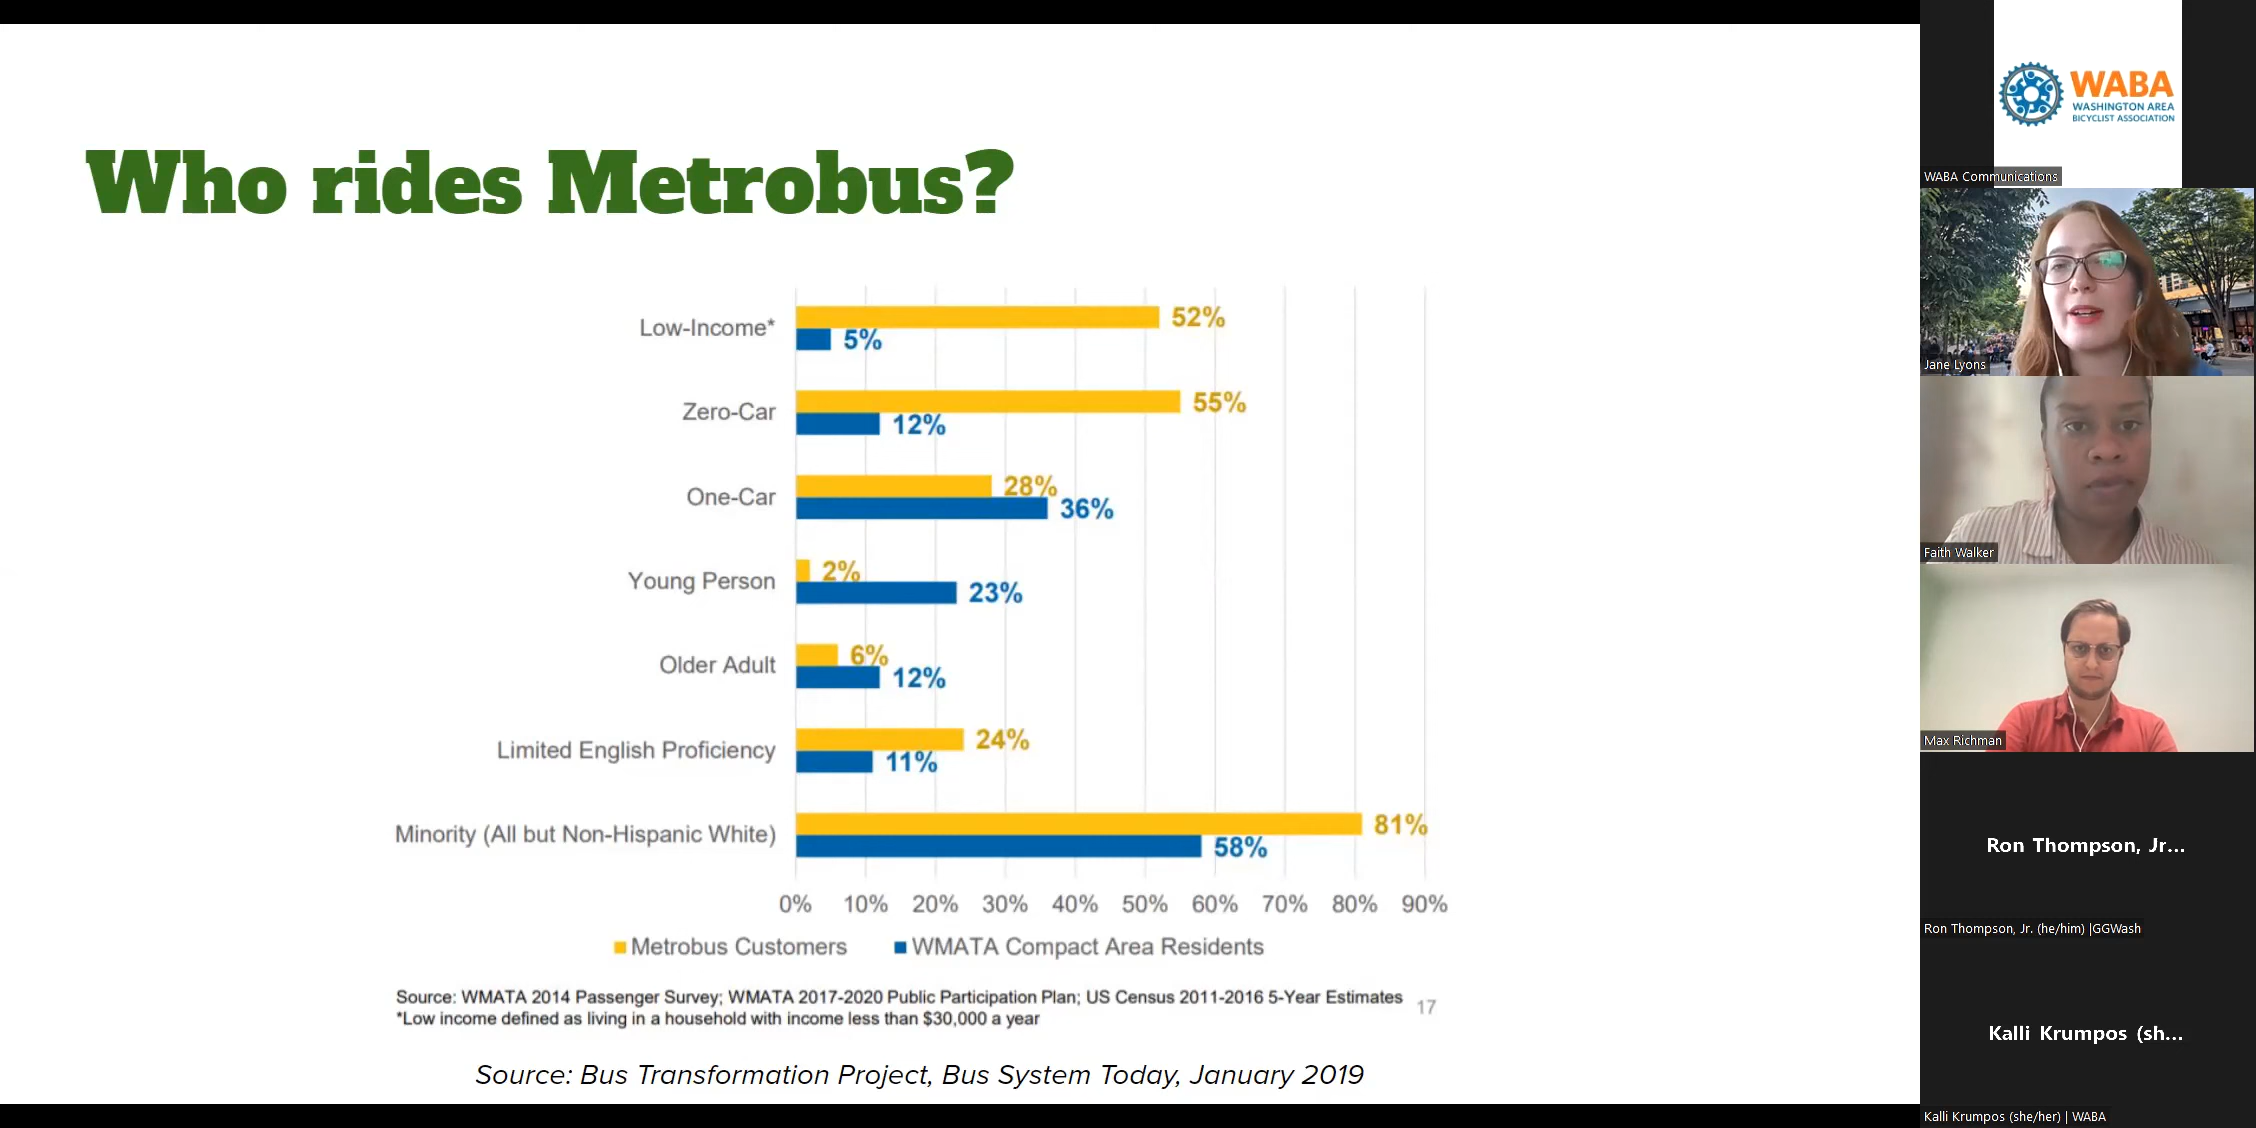 Who rides Metrobus?
Low-Income*
52%
5%
Zero-Car
55%
12%
One-Car
28%
36%
Young Person
2%
23%
Older Adult
6%
12%
Limited English Proficiency
24%
11%
Minority (All but Non-Hispanic White)
81%
58%
0% 10% 20% 30% 40% 50% 60% 70% 80% 90%
Metrobus Customers WMATA Compact Area Residents
Source: WMATA 2014 Passenger Survey; WMATA 2017-2020 Public Participation Plan; US Census 2011-2016 5-Year Estimates
17
*Low income defined as living in a household with income less than $30,000 a year
Source: Bus Transformation Project, Bus System Today, January 2019
WABA
WASHINGTON AREA
BICYCLIST ASSOCIATION
WABA Communications
Jane Lyons
Faith Walker
Max Richman
Ron Thompson, Jr...
Ron Thompson, Jr. (he/him) |GGWash
Kalli Krumpos (sh...
Kalli Krumpos (she/her) | WABA